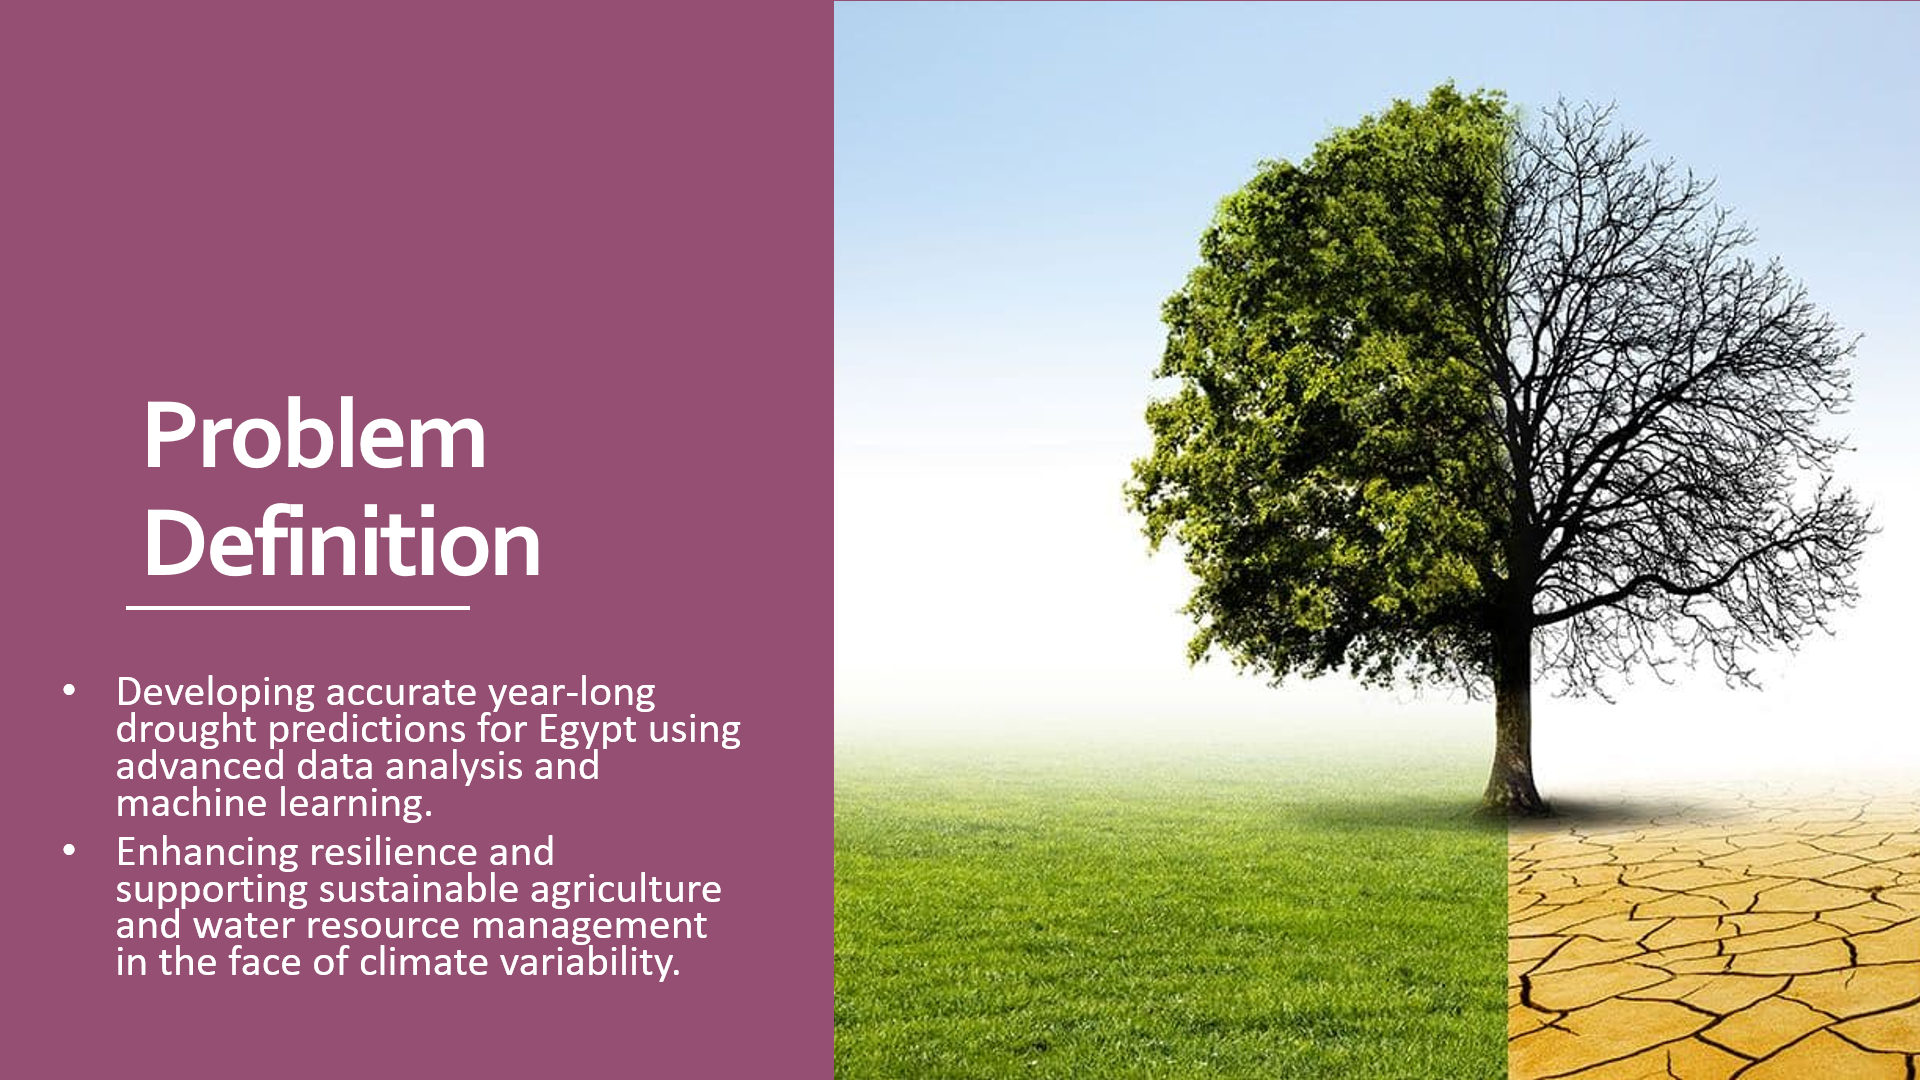 Problem
Definition
• Developing accurate year-long
drought predictions for Egypt using
advanced data analysis and
machine learning.
• Enhancing resilience and
supporting sustainable agriculture
and water resource management
in the face of climate variability.